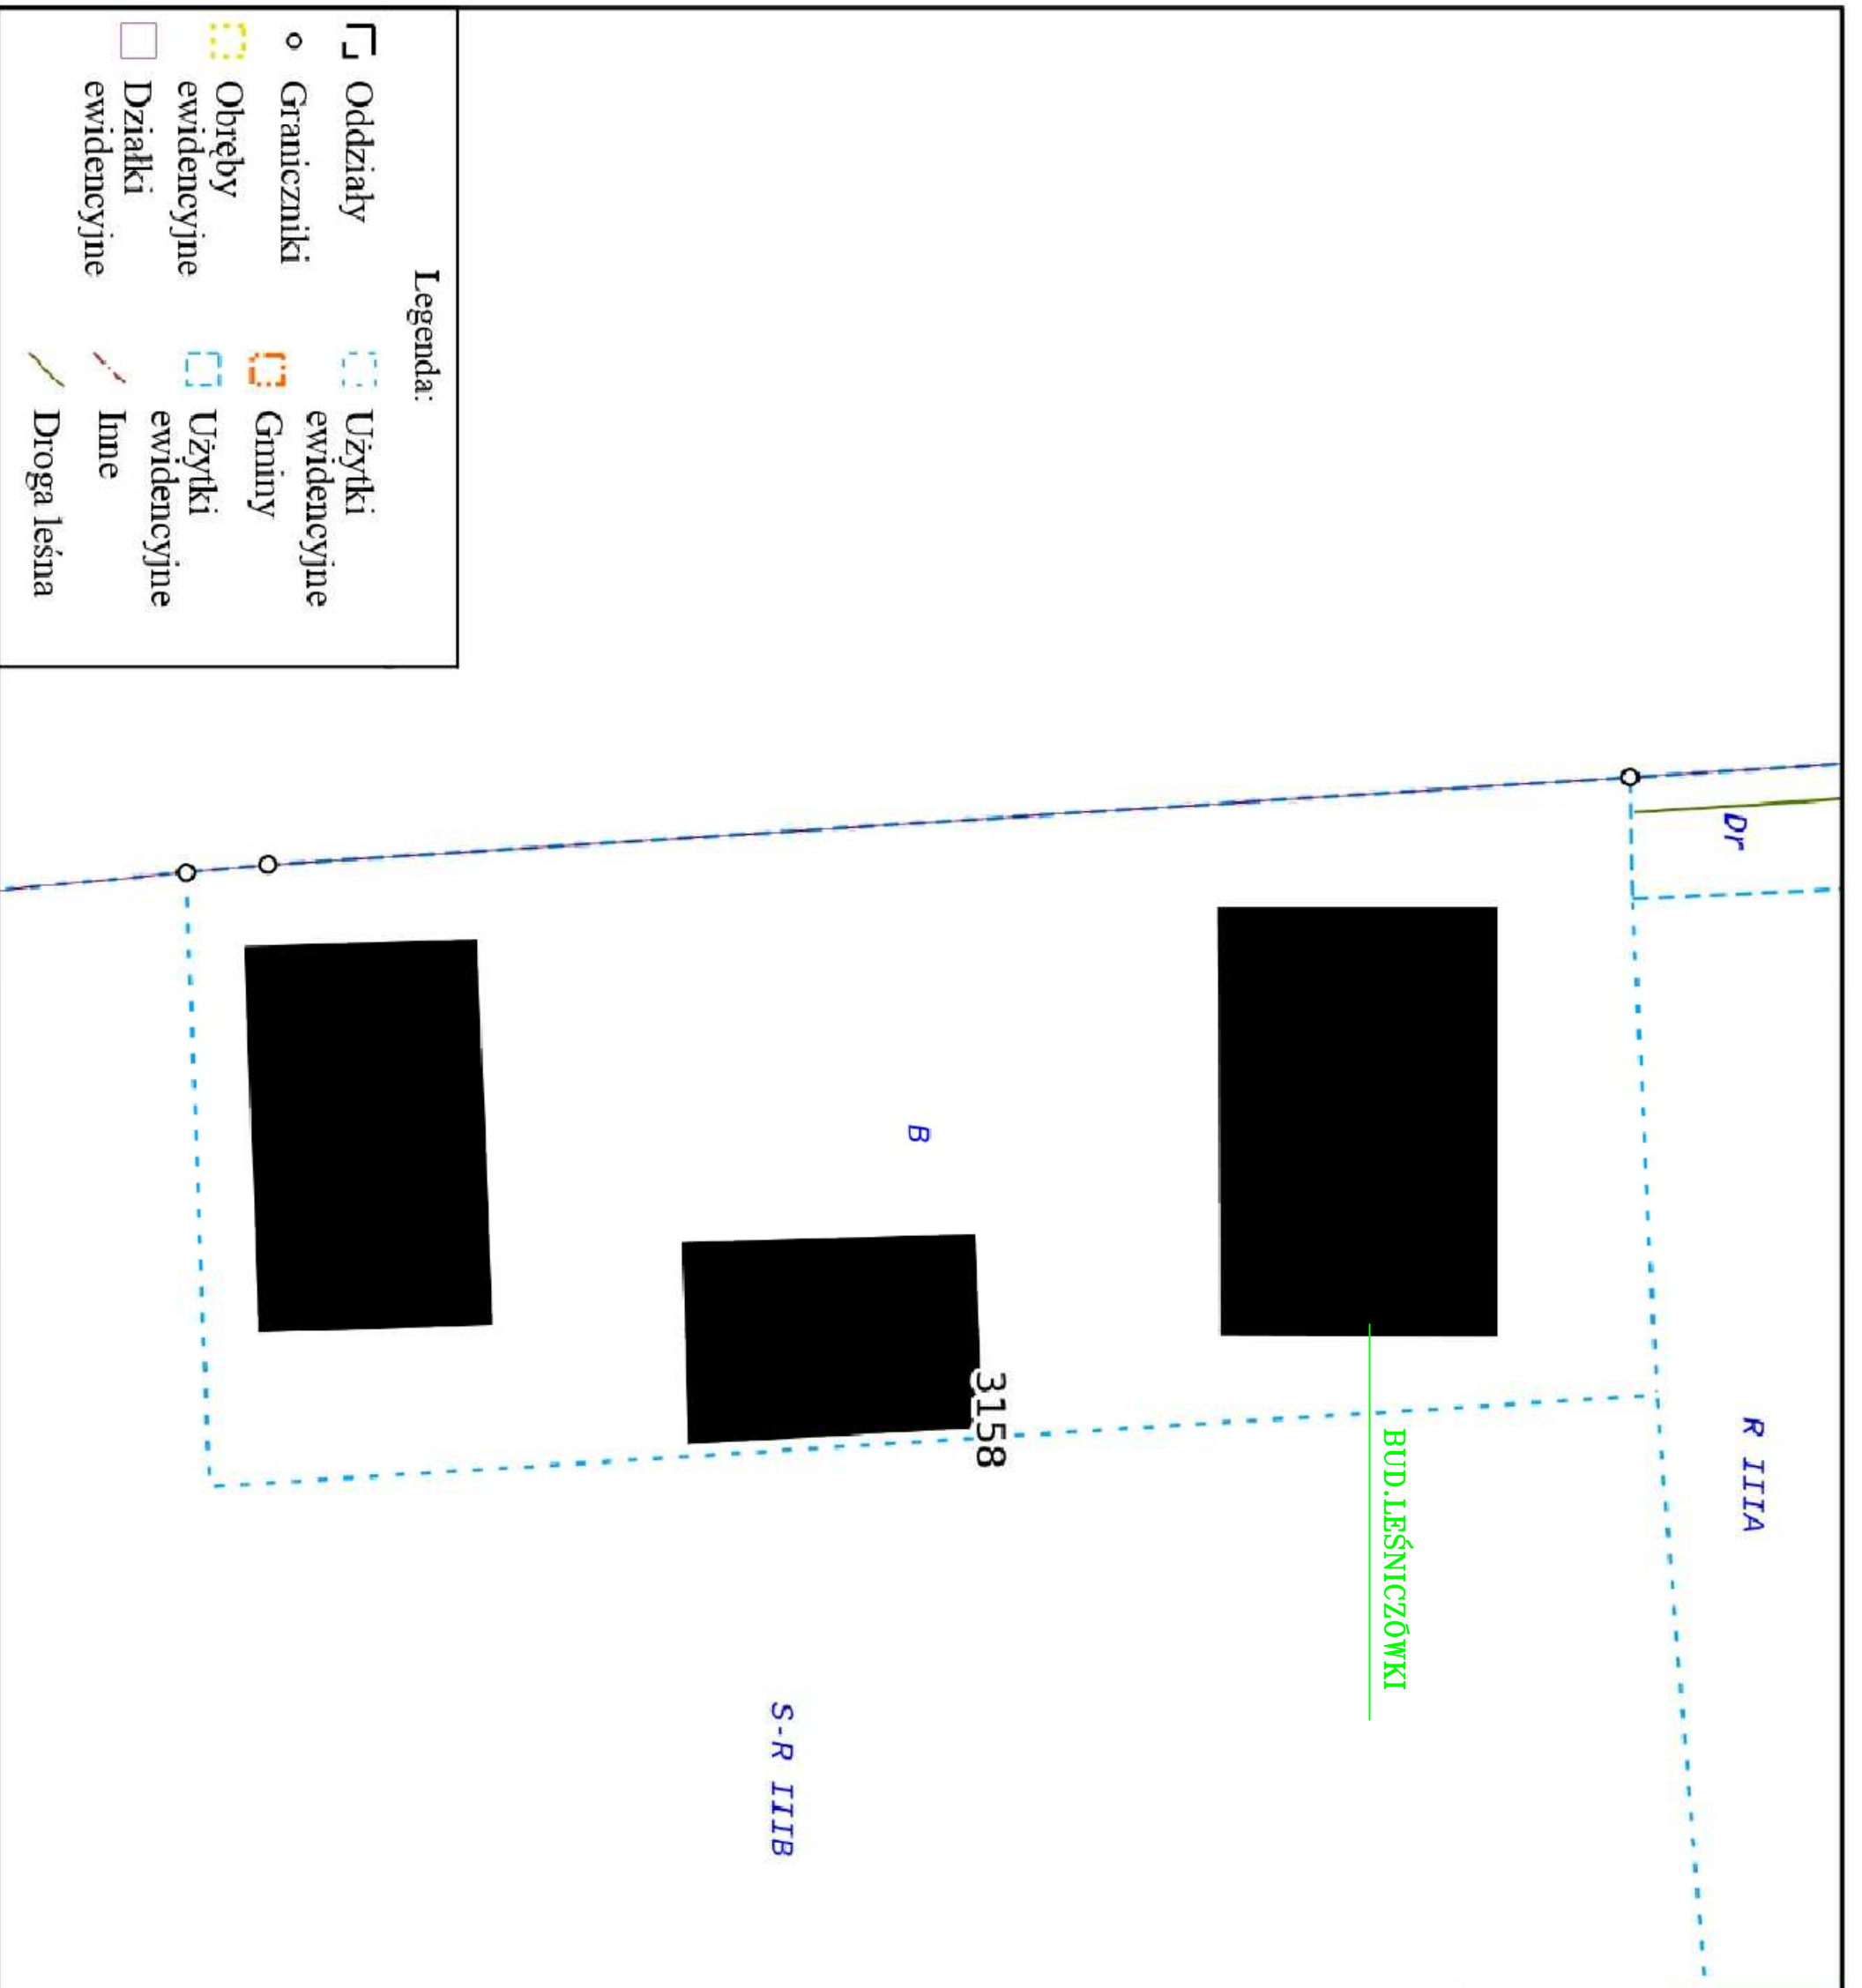 Legenda:
Oddziały
Graniczniki
Obręby
ewidencyjne
Działki
ewidencyjne
Użytki
ewidencyjne
Gminy
Użytki
ewidencyjne
Inne
Droga leśna
Dr
R IIIA
BUD.LEŚNICZÓWKI
3158
B
S-R IIIB